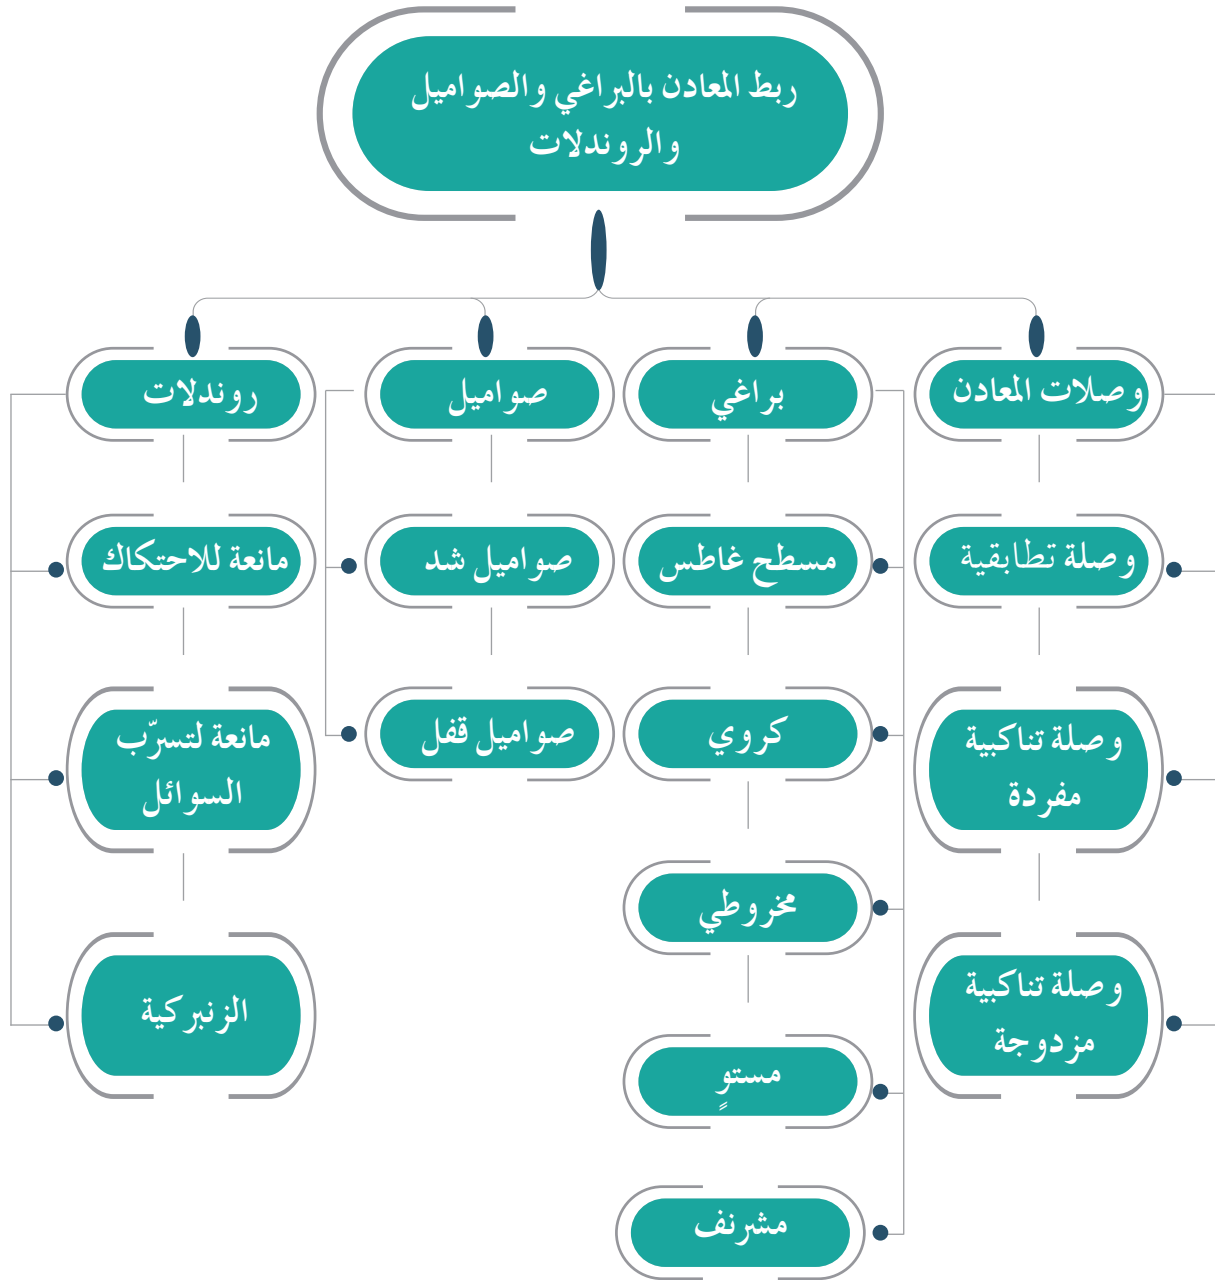 ربط المعادن بالبراغي والصواميل
والروندلات
وصلات المعادن
براغي
صواميل
روندلات
وصلة تطابقية
مسطح غاطس
صواميل شد
مانعة للاحتكاك
وصلة تناكبية
مفردة
كروي
صواميل قفل
مانعة لتسرّب
السوائل
مخروطي
وصلة تناكبية
مزدوجة
الزنبركية
مستوٍ
مشرنف